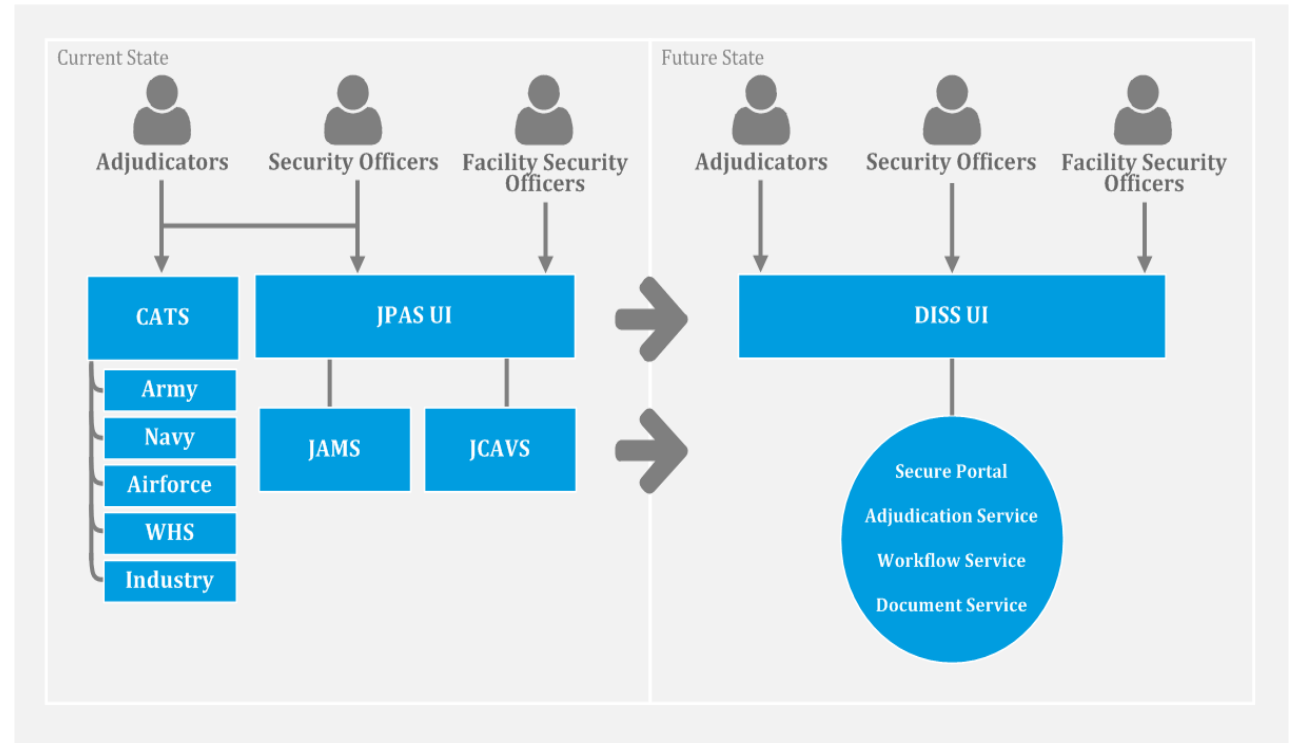 Current State
Adjudicators
Security Officers
Facility Security
Officers
CATS
JPAS UI
Army
Navy
Airforce
WHS
Industry
JAMS
JCAVS
Future State
Adjudicators
Security Officers
Facility Security
Officers
DISS UI
Secure Portal
Adjudication Service
Workflow Service
Document Service